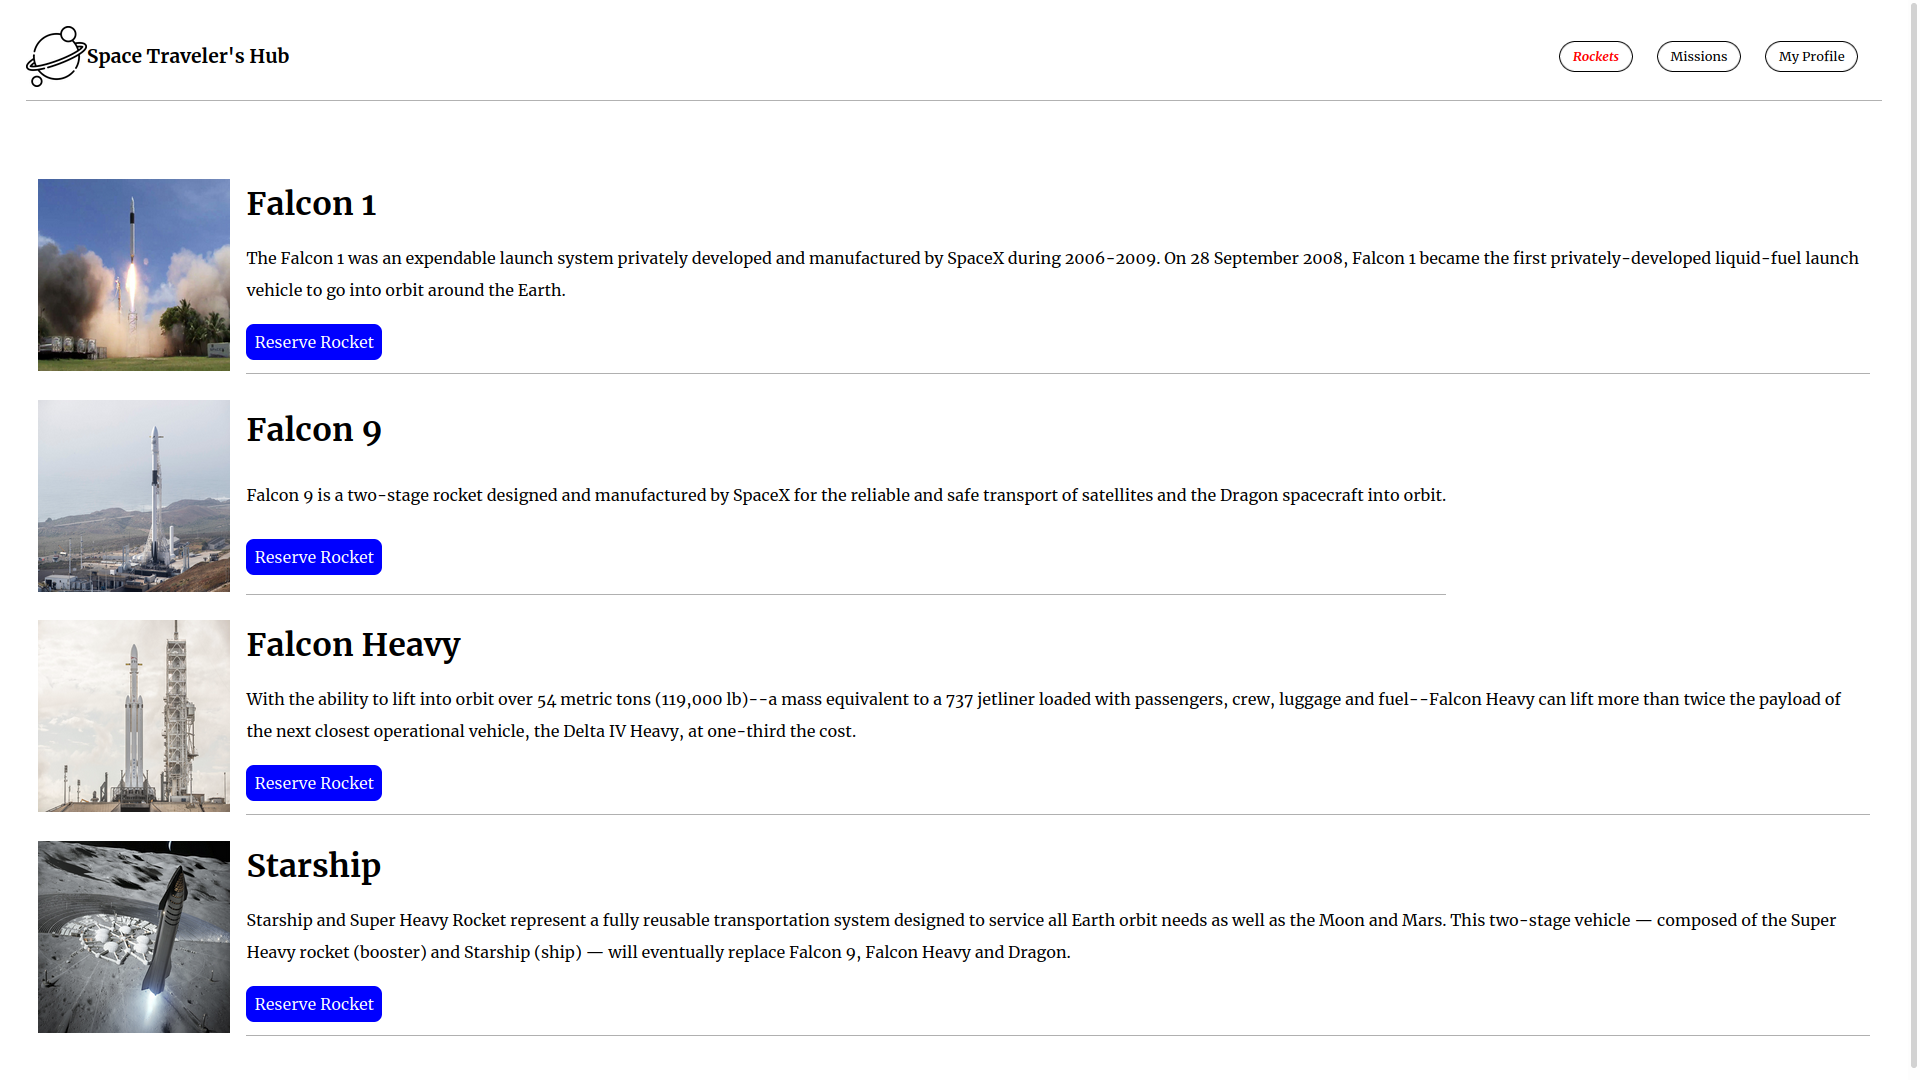 Space Traveler's Hub
Rockets
Missions
My Profile
Falcon 1
The Falcon 1 was an expendable launch system privately developed and manufactured by SpaceX during 2006-2009. On 28 September 2008, Falcon 1 became the first privately-developed liquid-fuel launch
vehicle to go into orbit around the Earth.
Reserve Rocket
Falcon 9
Falcon 9 is a two-stage rocket designed and manufactured by SpaceX for the reliable and safe transport of satellites and the Dragon spacecraft into orbit.
Reserve Rocket
Falcon Heavy
With the ability to lift into orbit over 54 metric tons (119,000 lb)--a mass equivalent to a 737 jetliner loaded with passengers, crew, luggage and fuel--Falcon Heavy can lift more than twice the payload of
the next closest operational vehicle, the Delta IV Heavy, at one-third the cost.
Reserve Rocket
Starship
Starship and Super Heavy Rocket represent a fully reusable transportation system designed to service all Earth orbit needs as well as the Moon and Mars. This two-stage vehicle — composed of the Super
Heavy rocket (booster) and Starship (ship) — will eventually replace Falcon 9, Falcon Heavy and Dragon.
Reserve Rocket